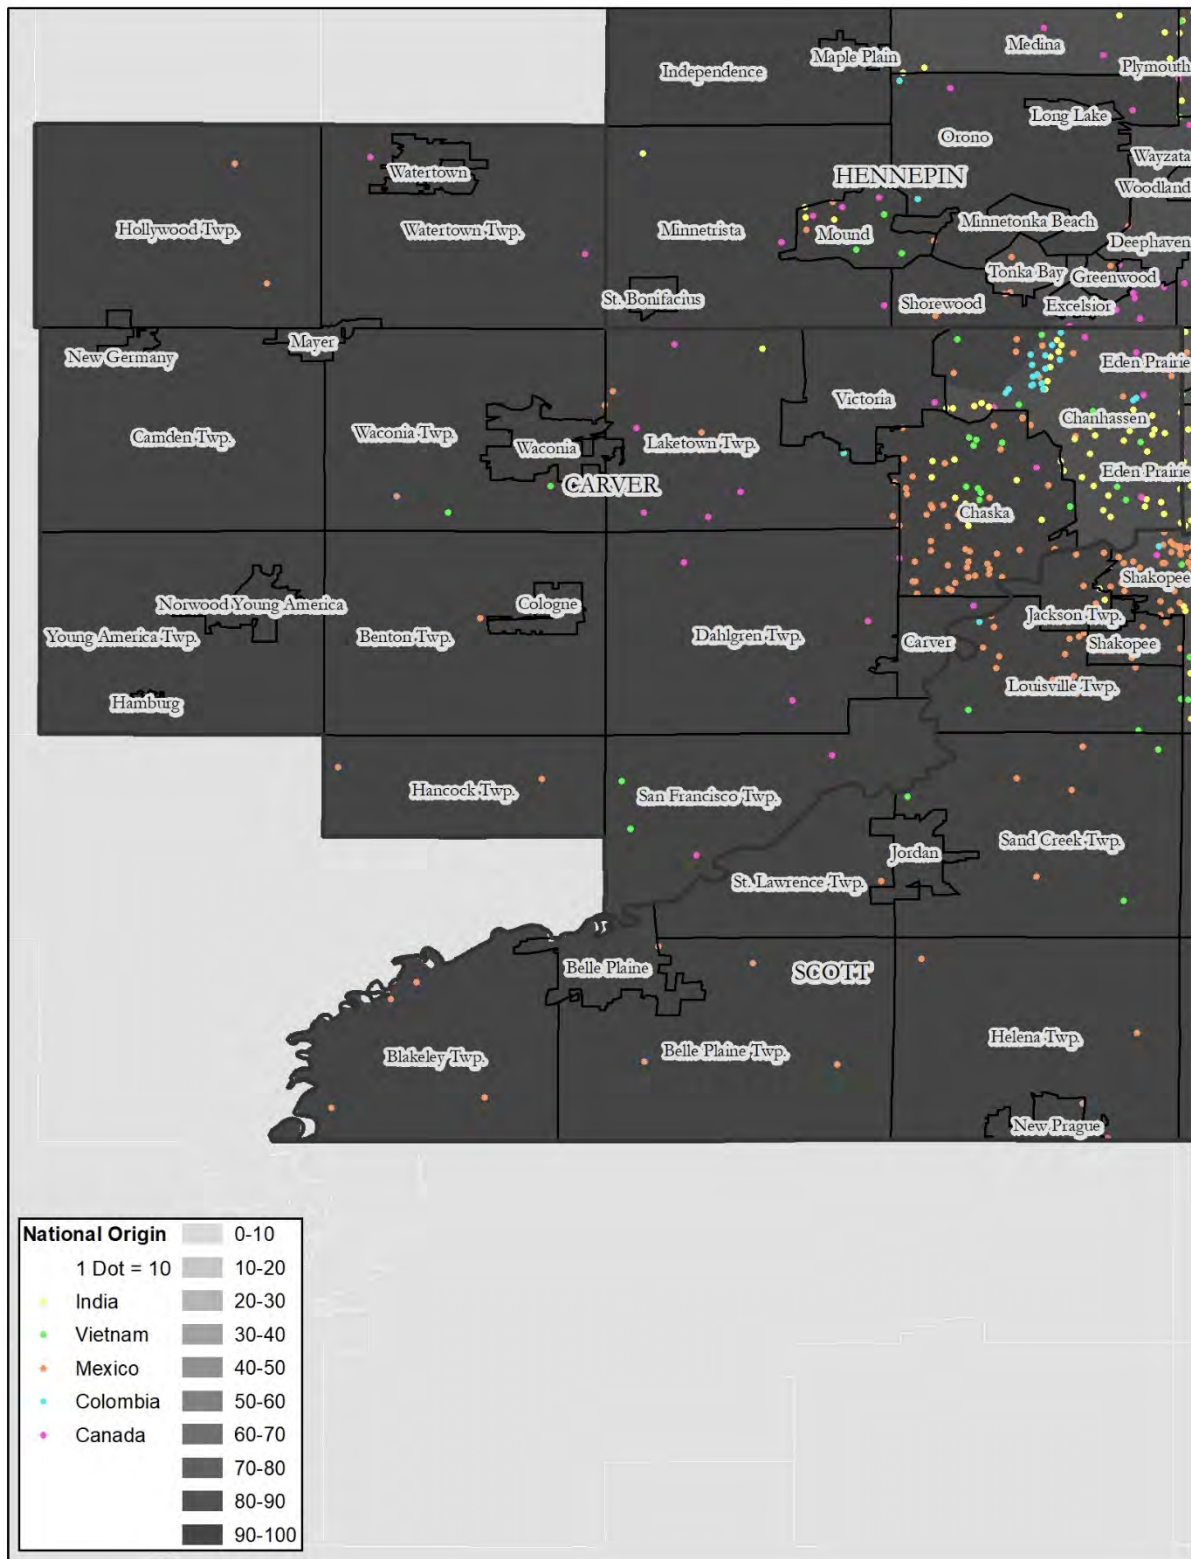 Medina
Maple Plain
Independence
Plymouth
Long Lake
Orono
Wayzata
Watertown
HENNEPIN
Woodland
Hollywood Twp.
Watertown Twp.
Minnetrista
Mound
Minnetonka Beach
Deephaven
Tonka Bay
Greenwood
St. Bonifacius
Shorewood
Excelsior
New Germany
Mayer
Eden Prairie
Victoria
Chanhassen
Camden Twp.
Waconia Twp.
Waconia
Laketown Twp.
Eden Prairie
CARVER
Chaska
Shakopee
Norwood Young America
Cologne
Jackson Twp.
Young America Twp.
Benton Twp.
Dahlgren Twp.
Carver
Shakopee
Hamburg
Louisville Twp.
Hancock Twp.
San Francisco Twp.
Jordan
Sand Creek Twp.
St. Lawrence Twp.
Belle Plaine
SCOTT
Blakeley Twp.
Belle Plaine Twp.
Helena Twp.
New Prague
National Origin
1 Dot = 10
India
Vietnam
Mexico
Colombia
Canada
0-10
10-20
20-30
30-40
40-50
50-60
60-70
70-80
80-90
90-100